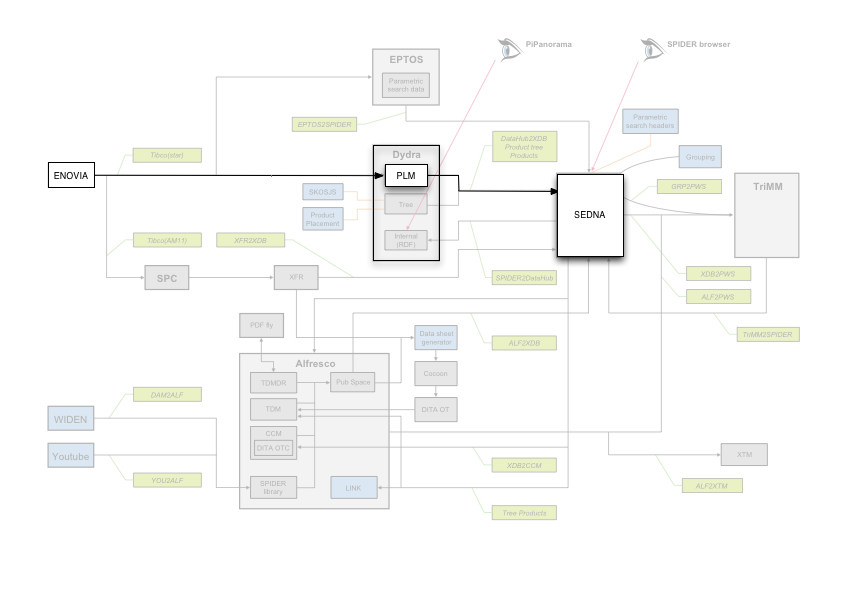 PiPanorama
SPIDER browser
EPTOS
Parametric
search data
EPTOS2SPIDER
Parametric
search headers
DataHub2XDB
Product tree
Products
Tibco(star)
Dydra
Grouping
ENOVIA
PLM
SKOSJS
Tree
GRP2PWS
TriMM
Product
Placement
SEDNA
Internal
(RDF)
Tibco(AM11)
XFR2XDB
SPC
XFR
SPIDER2DataHub
XDB2PWS
ALF2PWS
PDF fly
Data sheet
generator
ALF2XDB
TriMM2SPIDER
Alfresco
TDMDR
Pub Space
Cocoon
DAM2ALF
WIDEN
TDM
DITA OT
CCM
DITA OTC
Youtube
XTM
XDB2CCM
YOU2ALF
SPIDER
library
LINK
ALF2XTM
Tree Products